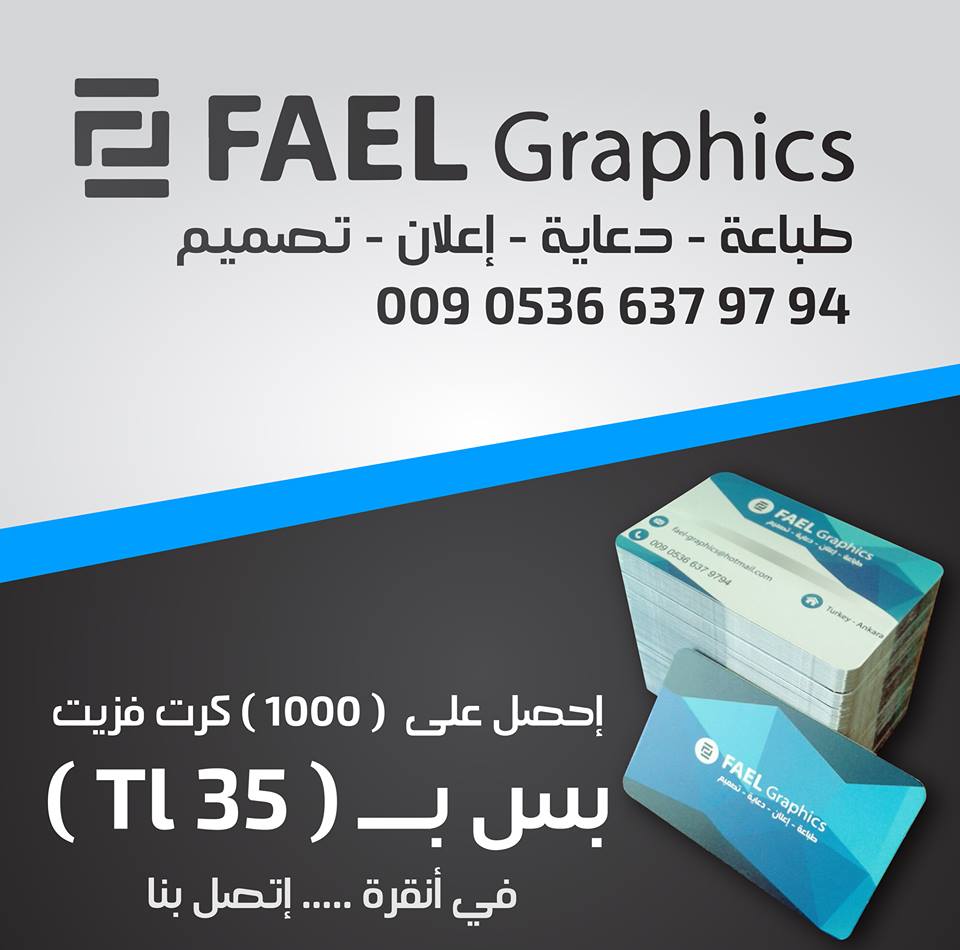 FAEL Graphics
طباعة - دعاية - إعلان - تصميم
009 0536 637 97 94
FAEL Graphics
طباعة - إعلان - دعاية - تصميم
fael-graphics@hotmail.com
009 0536 637 9794
Turkey - Ankara
FAEL Graphics
طباعة - إعلان - دعاية - تصميم
إحصل على ( 1000 ) كرت فزيت
بس بـــ ( 35 Tl )
في أنقرة ..... إتصل بنا